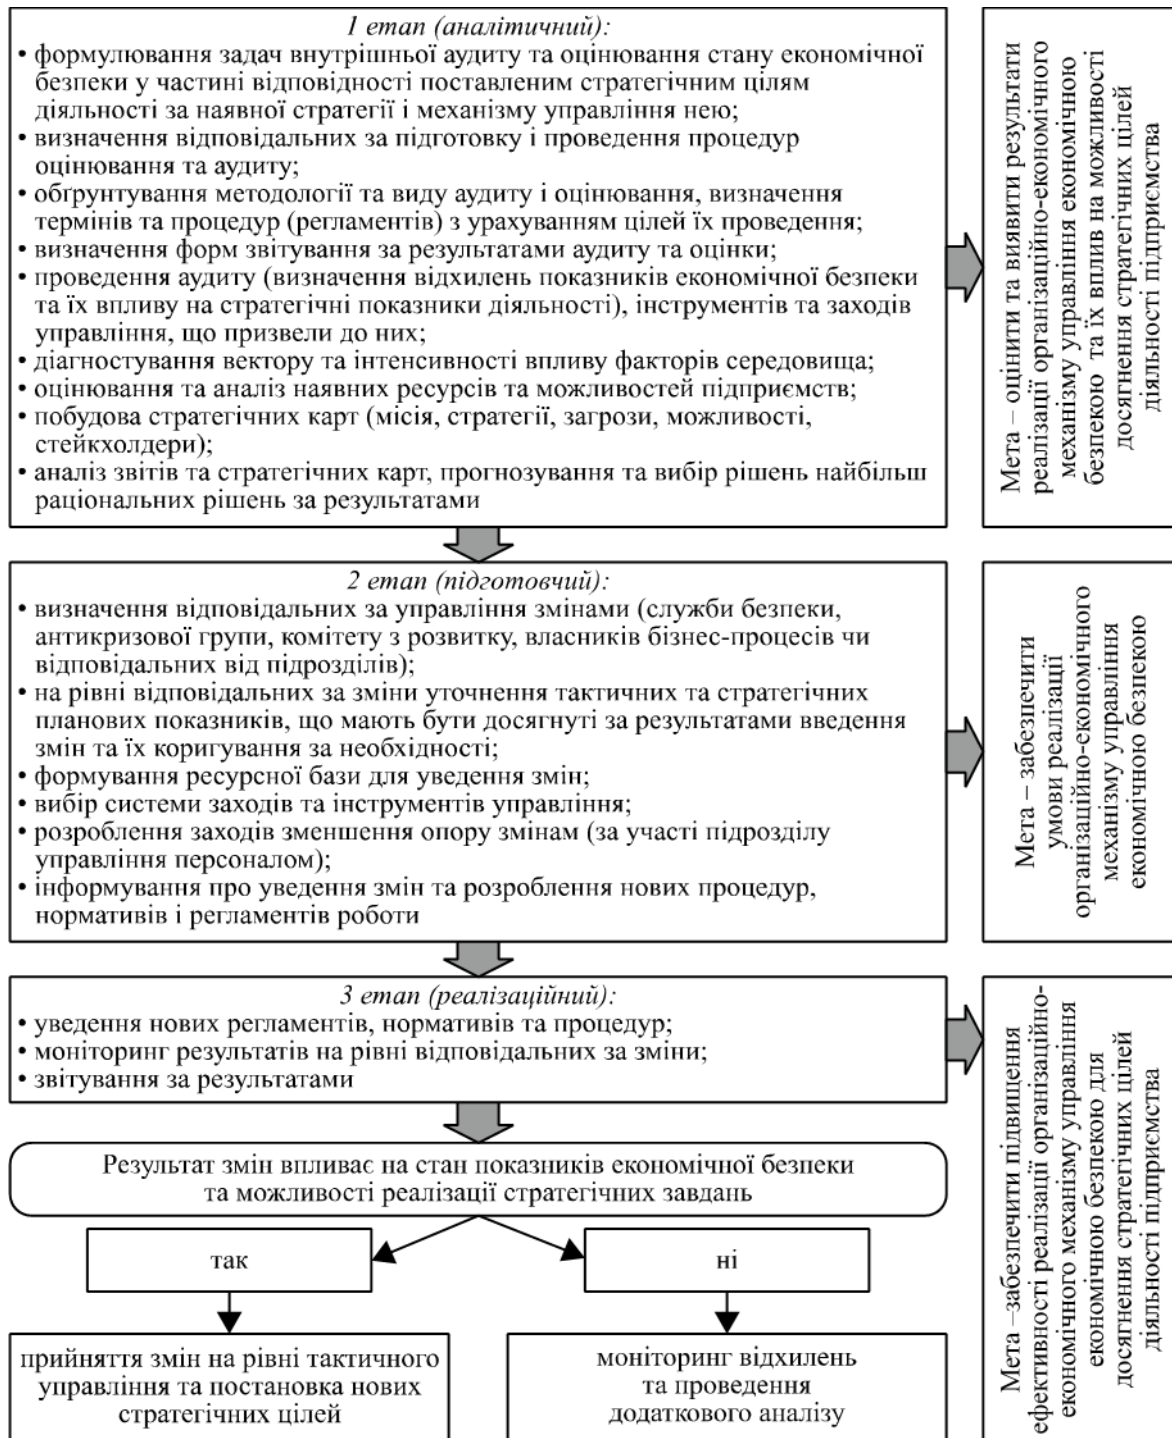 1 етап (аналітичний):
• формулювання задач внутрішньої аудиту та оцінювання стану економічної
безпеки у частині відповідності поставленим стратегічним цілям
діяльності за наявної стратегії і механізму управління нею;
• визначення відповідальних за підготовку і проведення процедур
оцінювання та аудиту;
• обґрунтування методології та виду аудиту і оцінювання, визначення
термінів та процедур (регламентів) з урахуванням цілей їх проведення;
• визначення форм звітування за результатами аудиту та оцінки;
• проведення аудиту (визначення відхилень показників економічної безпеки
та їх впливу на стратегічні показники діяльності), інструментів та заходів
управління, що призвели до них;
• діагностування вектору та інтенсивності впливу факторів середовища;
• оцінювання та аналіз наявних ресурсів та можливостей підприємств;
• побудова стратегічних карт (місія, стратегії, загрози, можливості,
стейкхолдери);
• аналіз звітів та стратегічних карт, прогнозування та вибір рішень найбільш
раціональних рішень за результатами
Мета – оцінити та виявити результати
реалізації організаційно-економічного
механізму управління економічною
безпекою та їх вплив на можливості
досягнення стратегічних цілей
діяльності підприємства
2 етап (підготовчий):
• визначення відповідальних за управління змінами (служби безпеки,
антикризової групи, комітету з розвитку, власників бізнес-процесів чи
відповідальних від підрозділів);
• на рівні відповідальних за зміни уточнення тактичних та стратегічних
планових показників, що мають бути досягнуті за результатами введення
змін та їх коригування за необхідності;
• формування ресурсної бази для уведення змін;
• вибір системи заходів та інструментів управління;
• розроблення заходів зменшення опору змінам (за участі підрозділу
управління персоналом);
• інформування про уведення змін та розроблення нових процедур,
нормативів і регламентів роботи
Мета – забезпечити
умови реалізації
організаційно-економічного
механізму управління
економічною безпекою
3 етап (реалізаційний):
• уведення нових регламентів, нормативів та процедур;
• моніторинг результатів на рівні відповідальних за зміни;
• звітування за результатами
Мета –забезпечити підвищення
ефективності реалізації організаційно-
економічного механізму управління
економічною безпекою для
досягнення стратегічних цілей
діяльності підприємства
Результат змін впливає на стан показників економічної безпеки
та можливості реалізації стратегічних завдань
так
ні
прийняття змін на рівні тактичного
управління та постановка нових
стратегічних цілей
моніторинг відхилень
та проведення
додаткового аналізу